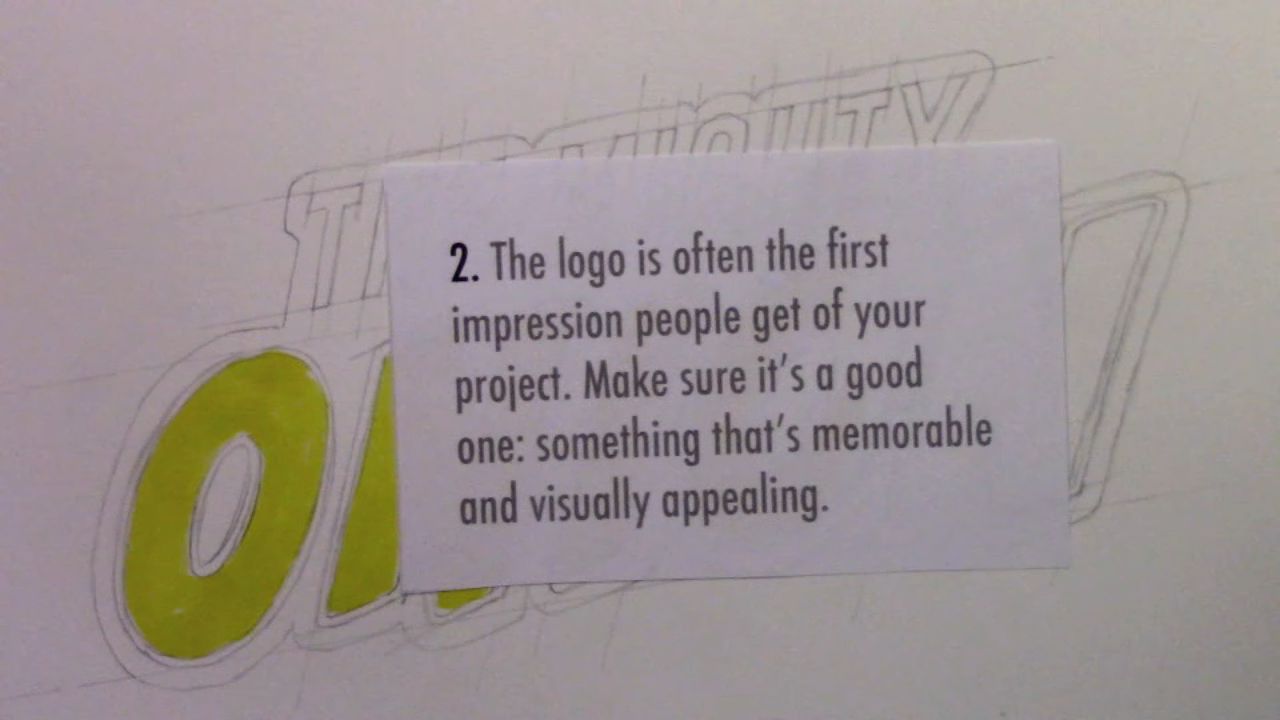 2. The logo is often the first
impression people get of your
project. Make sure it's a good
one: something that's memorable
and visually appealing.